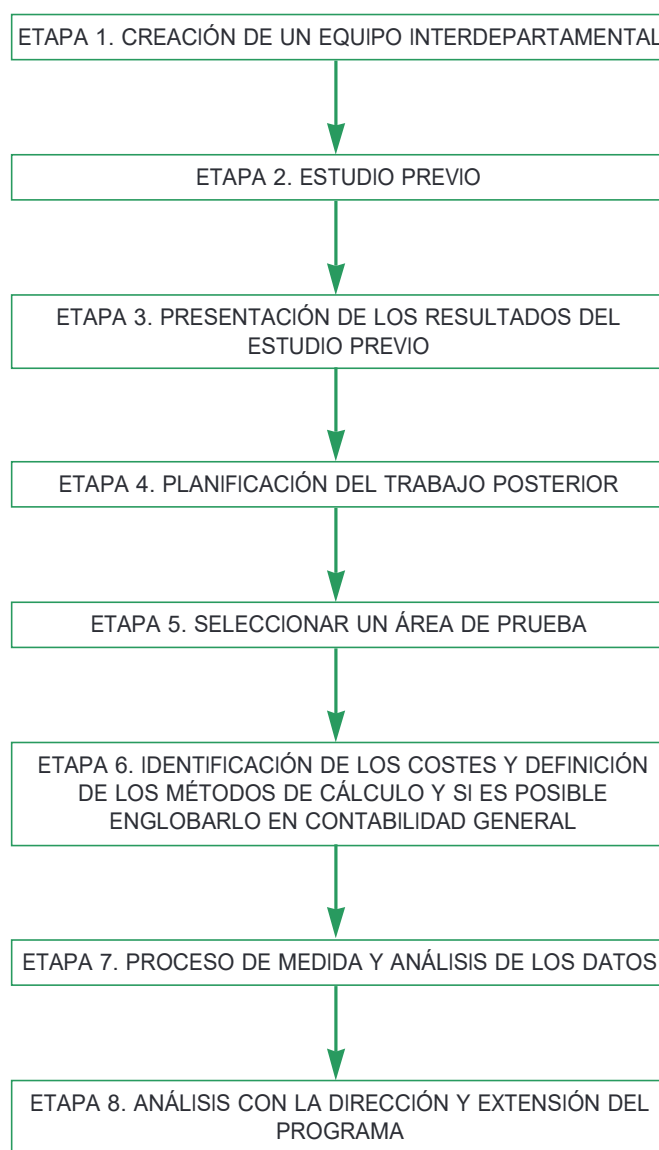 ETAPA 1. CREACIÓN DE UN EQUIPO INTERDEPARTAMENTAL
ETAPA 2. ESTUDIO PREVIO
ETAPA 3. PRESENTACIÓN DE LOS RESULTADOS DEL
ESTUDIO PREVIO
ETAPA 4. PLANIFICACIÓN DEL TRABAJO POSTERIOR
ETAPA 5. SELECCIONAR UN ÁREA DE PRUEBA
ETAPA 6. IDENTIFICACIÓN DE LOS COSTES Y DEFINICIÓN
DE LOS MÉTODOS DE CÁLCULO Y SI ES POSIBLE
ENGLOBARLO EN CONTABILIDAD GENERAL
ETAPA 7. PROCESO DE MEDIDA Y ANÁLISIS DE LOS DATOS
ETAPA 8. ANÁLISIS CON LA DIRECCIÓN Y EXTENSIÓN DEL
PROGRAMA